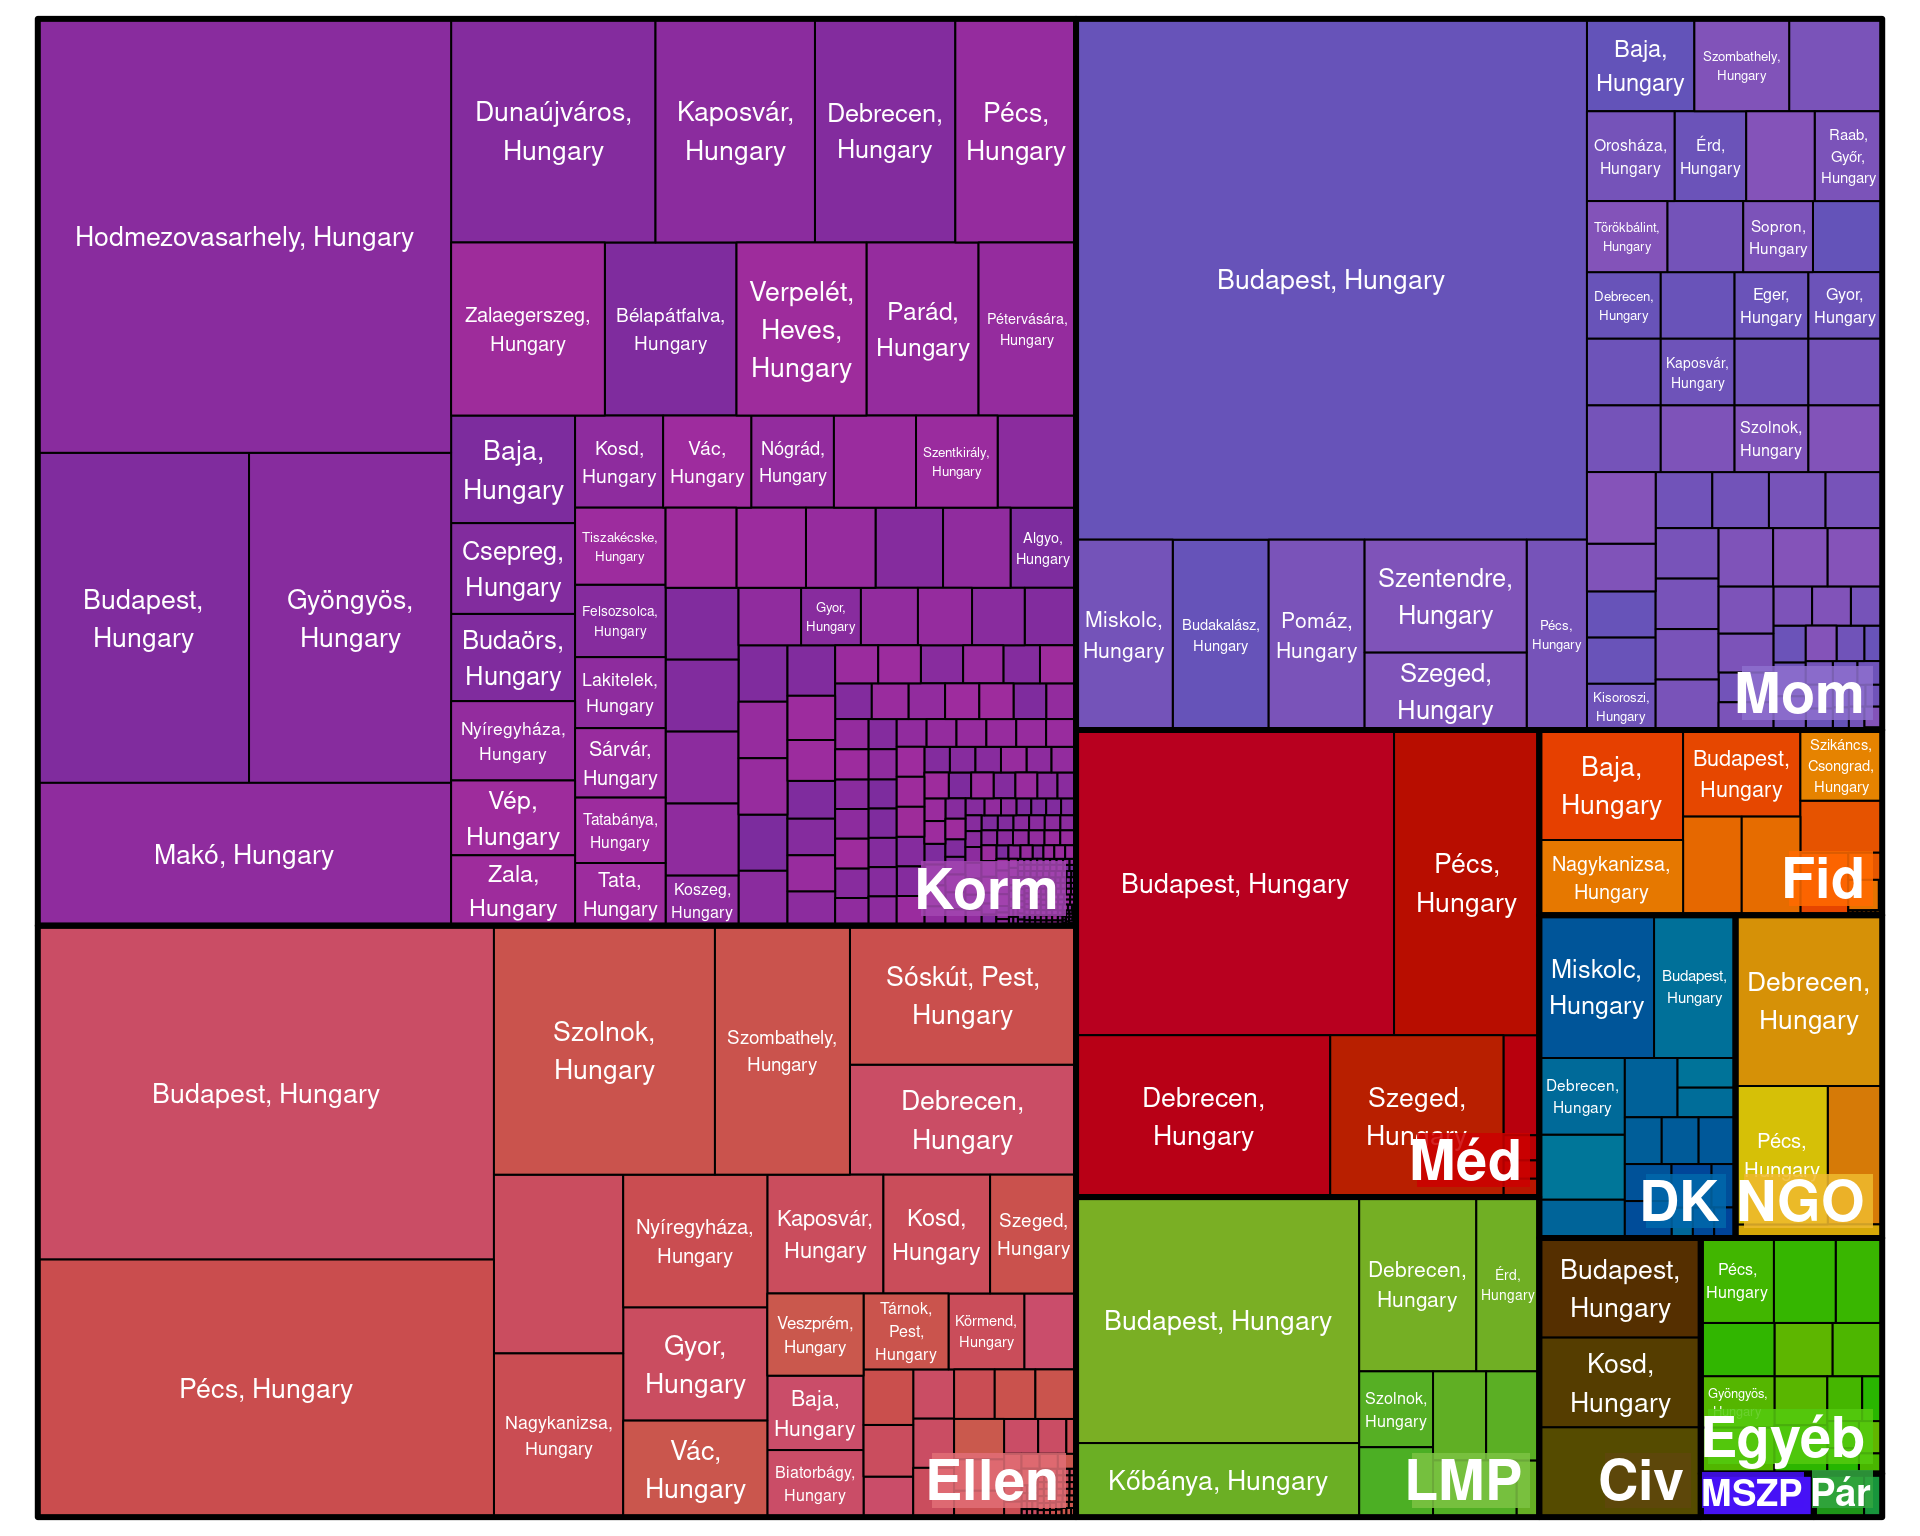 Hodmezovasarhely, Hungary
Dunaújváros,
Hungary
Kaposvár,
Hungary
Debrecen,
Hungary
Pécs,
Hungary
Zalaegerszeg,
Hungary
Bélapátfalva,
Hungary
Verpelét,
Heves,
Hungary
Parád,
Hungary
Pétervására,
Hungary
Budapest,
Hungary
Gyöngyös,
Hungary
Makó, Hungary
Baja,
Hungary
Csepreg,
Hungary
Budaörs,
Hungary
Nyíregyháza,
Hungary
Vép,
Hungary
Zala,
Hungary
Kosd,
Hungary
Vác,
Hungary
Nógrád,
Hungary
Szentkirály,
Hungary
Tiszakécske,
Hungary
Algyo,
Hungary
Felsozsolca,
Hungary
Gyor,
Hungary
Lakitelek,
Hungary
Sárvár,
Hungary
Tatabánya,
Hungary
Tata,
Hungary
Koszeg,
Hungary
Korm
Budapest, Hungary
Baja,
Hungary
Szombathely,
Hungary
Orosháza,
Hungary
Érd,
Hungary
Raab,
Győr,
Hungary
Törökbálint,
Hungary
Sopron,
Hungary
Debrecen,
Hungary
Eger,
Hungary
Gyor,
Hungary
Kaposvár,
Hungary
Szolnok,
Hungary
Miskolc,
Hungary
Budakalász,
Hungary
Pomáz,
Hungary
Szentendre,
Hungary
Szeged,
Hungary
Pécs,
Hungary
Kisoroszi,
Hungary
Mom
Budapest, Hungary
Pécs, Hungary
Szolnok,
Hungary
Szombathely,
Hungary
Sóskút, Pest,
Hungary
Debrecen,
Hungary
Nagykanizsa,
Hungary
Nyíregyháza,
Hungary
Gyor,
Hungary
Vác,
Hungary
Kaposvár,
Hungary
Kosd,
Hungary
Szeged,
Hungary
Veszprém,
Hungary
Tárnok,
Pest,
Hungary
Körmend,
Hungary
Baja,
Hungary
Biatorbágy,
Hungary
Ellen
Budapest, Hungary
Pécs,
Hungary
Debrecen,
Hungary
Szeged,
Hungary
Méd
Budapest, Hungary
Kőbánya, Hungary
Debrecen,
Hungary
Érd,
Hungary
Szolnok,
Hungary
LMP
Baja,
Hungary
Budapest,
Hungary
Szikáncs,
Csongrad,
Hungary
Nagykanizsa,
Hungary
Fid
Miskolc,
Hungary
Budapest,
Hungary
Debrecen,
Hungary
DK
Debrecen,
Hungary
Pécs,
Hungary
NGO
Budapest,
Hungary
Kosd,
Hungary
Civ
Pécs,
Hungary
Gyöngyös,
Hungary
Egyéb
MSZP
Pár